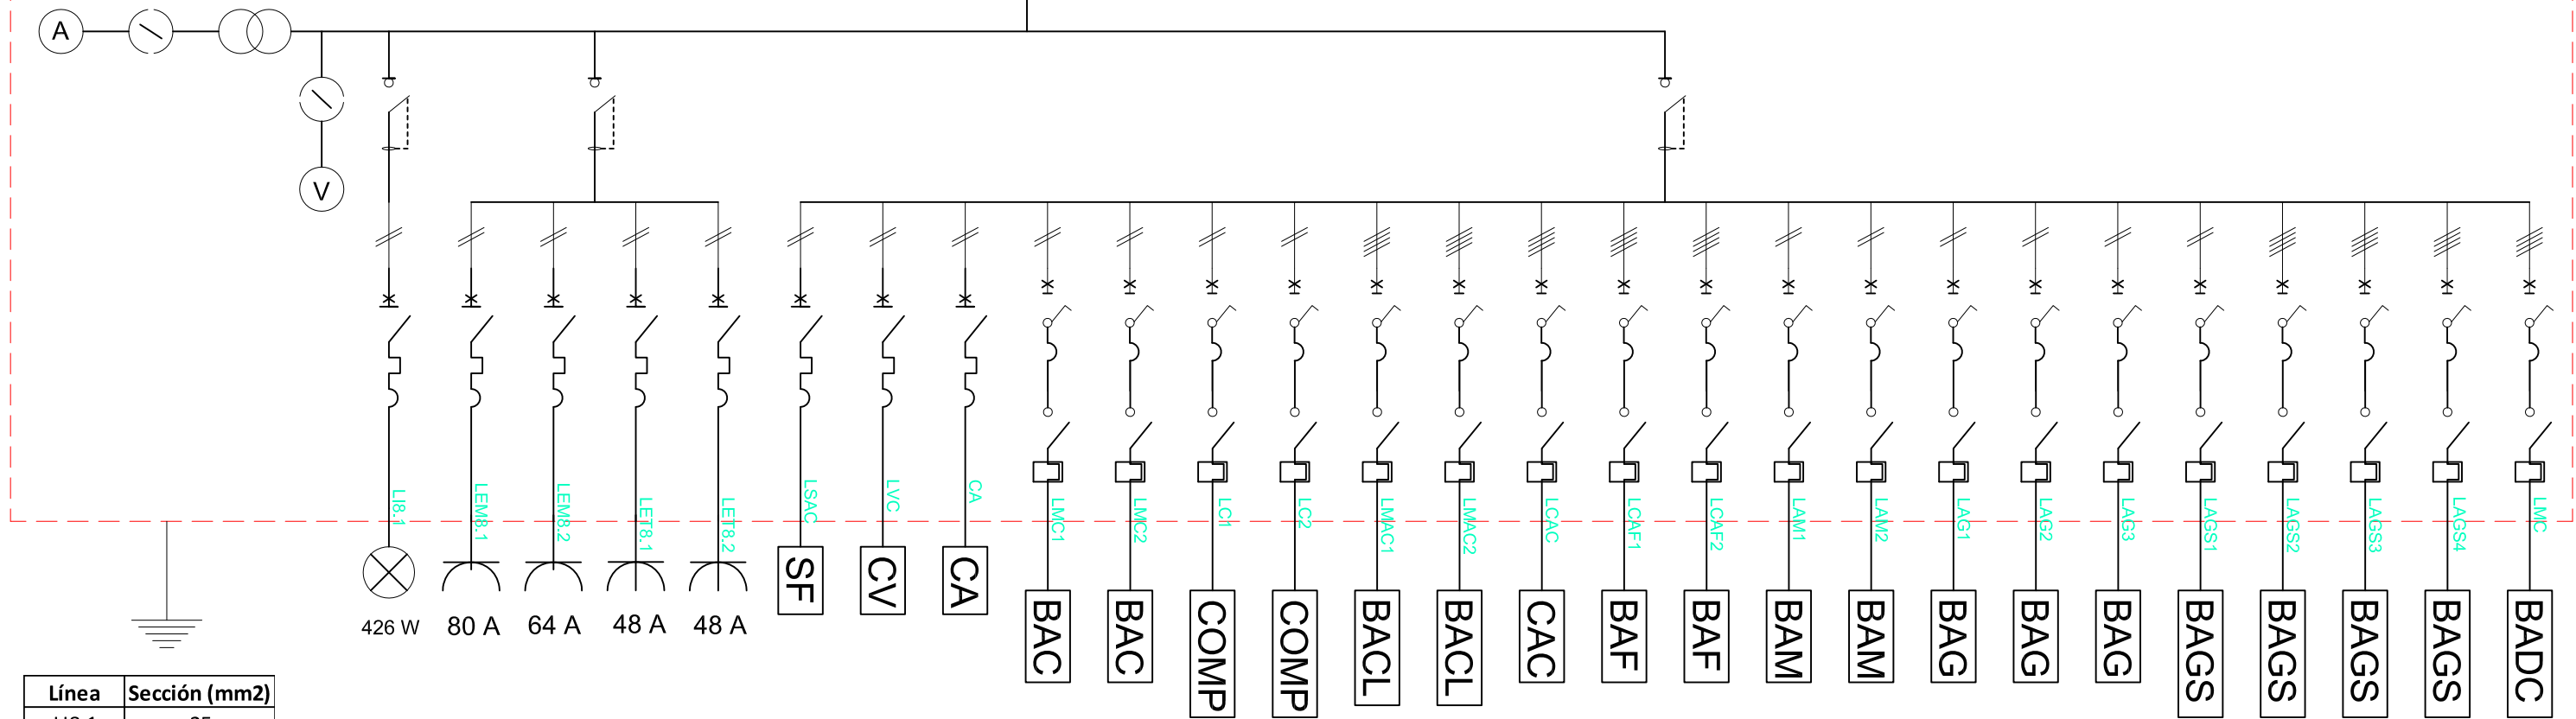 A
V
LI8.1
LEM8.1
LEM8.2
LET8.1
LET8.2
LSAC
LVC
CA
LMC1
LMC2
LC1
LC2
LMAC1
LMAC2
LCAC
LCAF1
LCAF2
LAM1
LAM2
LAG1
LAG2
LAG3
LAGS1
LAGS2
LAGS3
LAGS4
LMC
426 W
80 A
64 A
48 A
48 A
SF
CV
CA
BAC
BAC
COMP
COMP
BACL
BACL
CAC
BAF
BAF
BAM
BAM
BAG
BAG
BAG
BAGS
BAGS
BAGS
BAGS
BADC
Línea Sección (mm2)